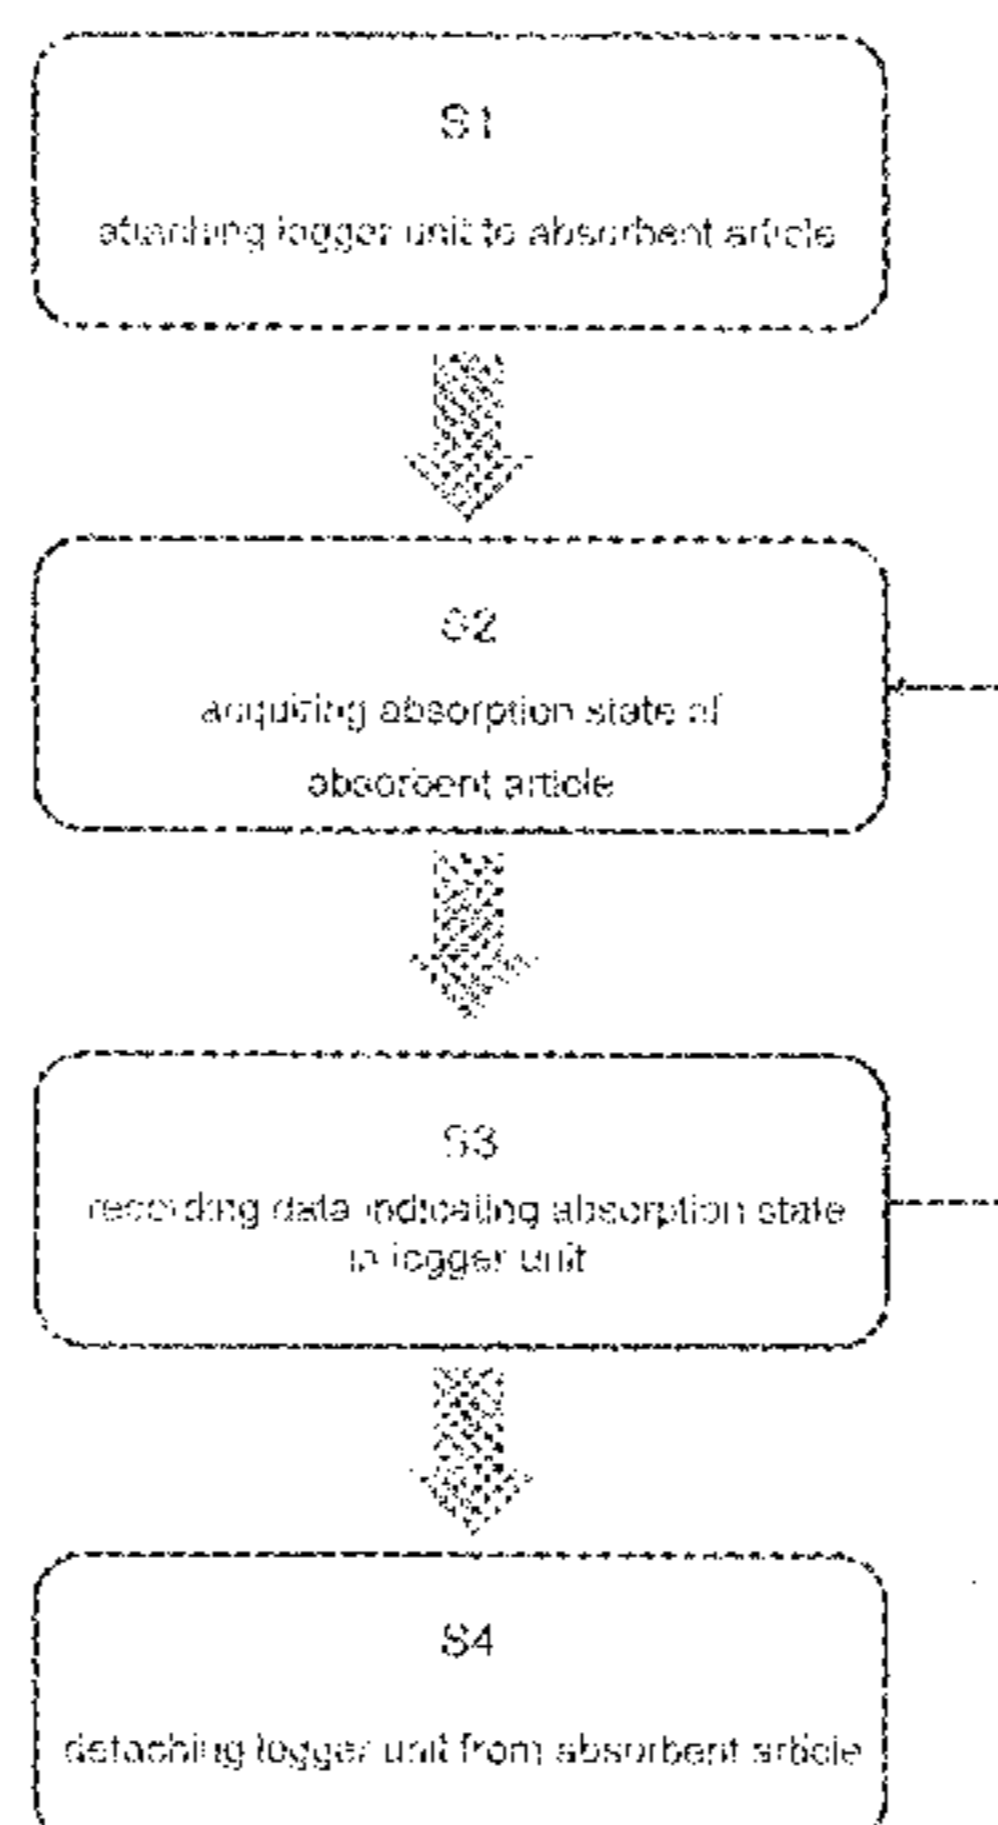 S1
attaching logger unit to absorbent article
S2
acquiring absorption state of
absorbent article
S3
recording data indicating absorption state
in logger unit
S4
detaching logger unit from absorbent article